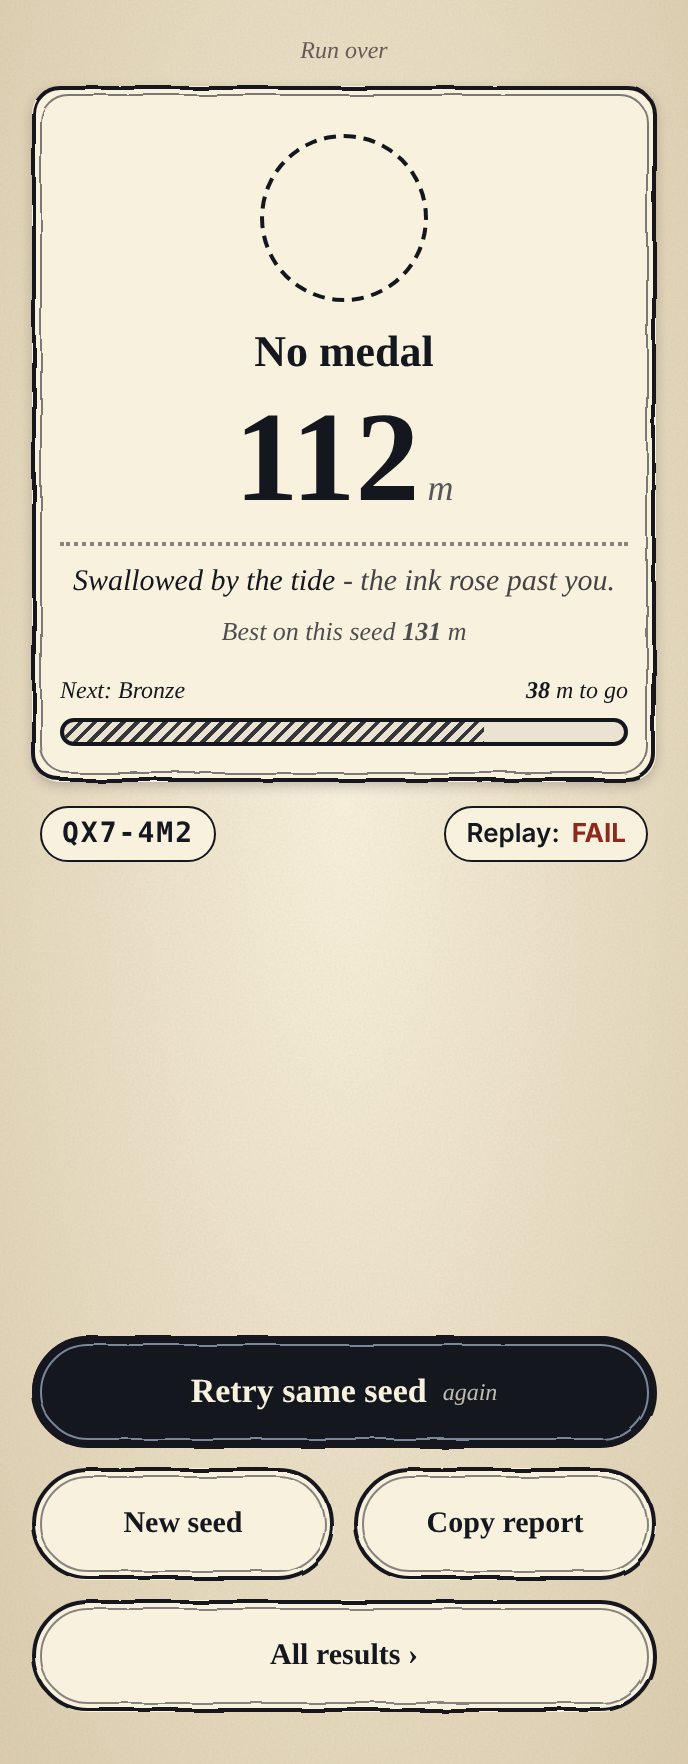 Run over
No medal
112 m
Swallowed by the tide - the ink rose past you.
Best on this seed 131 m
Next: Bronze 38 m to go
QX7-4M2 Replay: FAIL
Retry same seed again
New seed Copy report
All results ›